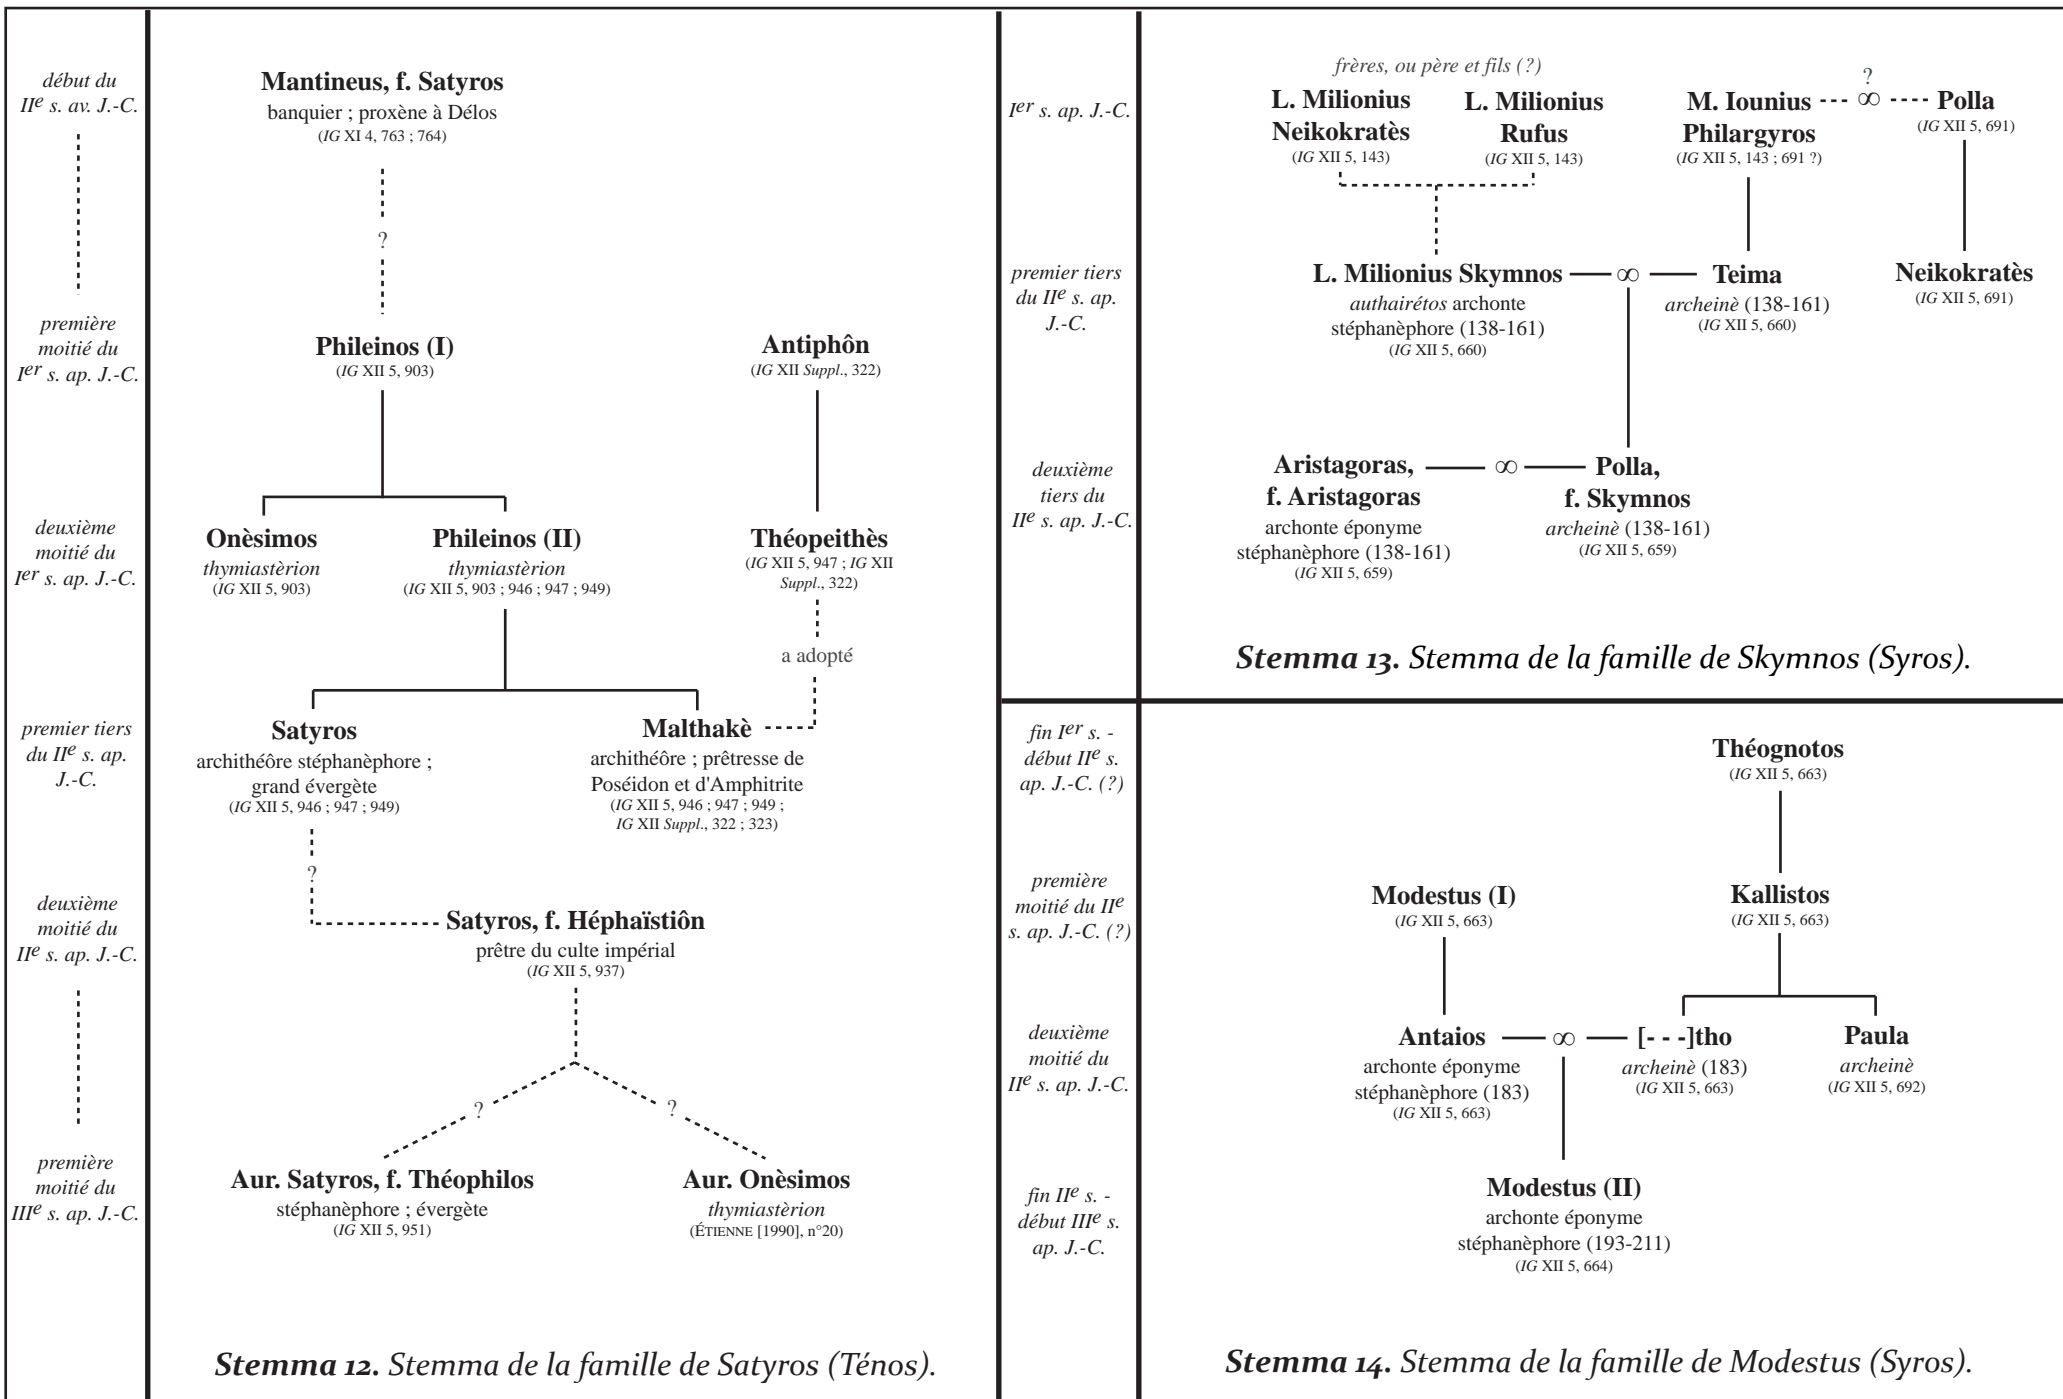 début du
IIe s. av. J.-C.
première
moitié du
Ier s. ap. J.-C.
deuxième
moitié du
Ier s. ap. J.-C.
premier tiers
du IIe s. ap.
J.-C.
deuxième
moitié du
IIe s. ap. J.-C.
première
moitié du
IIIe s. ap. J.-C.
Mantineus, f. Satyros
banquier ; proxène à Délos
(IG XI 4, 763 ; 764)
?
Phileinos (I)
(IG XII 5, 903)
Antiphôn
(IG XII Suppl., 322)
Onèsimos
thymiastèrion
(IG XII 5, 903)
Phileinos (II)
thymiastèrion
(IG XII 5, 903 ; 946 ; 947 ; 949)
Théopeithès
(IG XII 5, 947 ; IG XII
Suppl., 322)
a adopté
Satyros
archithéôre stéphanèphore ;
grand évergète
(IG XII 5, 946 ; 947 ; 949)
Malthakè
archithéôre ; prêtresse de
Poséidon et d'Amphitrite
(IG XII 5, 946 ; 947 ; 949 ;
IG XII Suppl., 322 ; 323)
?
Satyros, f. Héphaïstiôn
prêtre du culte impérial
(IG XII 5, 937)
? ?
Aur. Satyros, f. Théophilos
stéphanèphore ; évergète
(IG XII 5, 951)
Aur. Onèsimos
thymiastèrion
(ÉTIENNE [1990], n°20)
Stemma 12. Stemma de la famille de Satyros (Ténos).
Ier s. ap. J.-C.
premier tiers
du IIe s. ap.
J.-C.
deuxième
tiers du
IIe s. ap. J.-C.
frères, ou père et fils (?)
L. Milionius
Neikokratès
(IG XII 5, 143)
L. Milionius
Rufus
(IG XII 5, 143)
M. Iounius
Philargyros
(IG XII 5, 143 ; 691 ?)
?
∞
Polla
(IG XII 5, 691)
L. Milionius Skymnos
authairétos archonte
stéphanèphore (138-161)
(IG XII 5, 660)
∞
Teima
archeinè (138-161)
(IG XII 5, 660)
Neikokratès
(IG XII 5, 691)
Aristagoras,
f. Aristagoras
archonte éponyme
stéphanèphore (138-161)
(IG XII 5, 659)
∞
Polla,
f. Skymnos
archeinè (138-161)
(IG XII 5, 659)
Stemma 13. Stemma de la famille de Skymnos (Syros).
fin Ier s. -
début IIe s.
ap. J.-C. (?)
première
moitié du IIe
s. ap. J.-C. (?)
deuxième
moitié du
IIe s. ap. J.-C.
fin IIe s. -
début IIIe s.
ap. J.-C.
Théognotos
(IG XII 5, 663)
Modestus (I)
(IG XII 5, 663)
Kallistos
(IG XII 5, 663)
Antaios
archonte éponyme
stéphanèphore (183)
(IG XII 5, 663)
∞
[- - -]tho
archeinè (183)
(IG XII 5, 663)
Paula
archeinè
(IG XII 5, 692)
Modestus (II)
archonte éponyme
stéphanèphore (193-211)
(IG XII 5, 664)
Stemma 14. Stemma de la famille de Modestus (Syros).